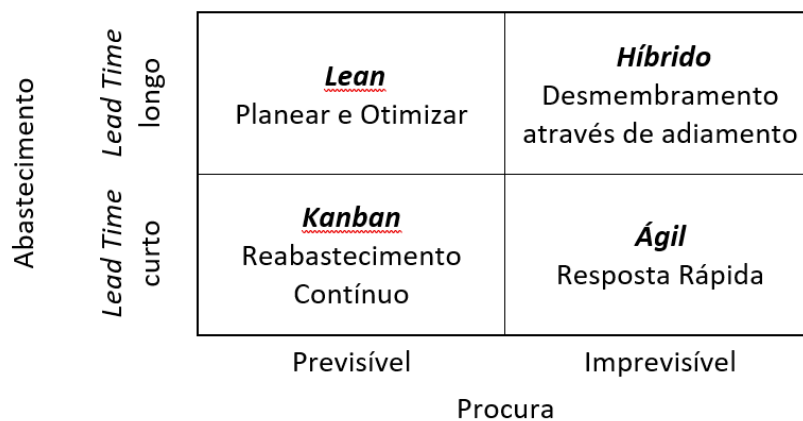 Abastecimento
Lead Time
longo
Lean
Planear e Otimizar
Híbrido
Desmembramento
através de adiamento
Lead Time
curto
Kanban
Reabastecimento
Contínuo
Ágil
Resposta Rápida
Previsível
Imprevisível
Procura